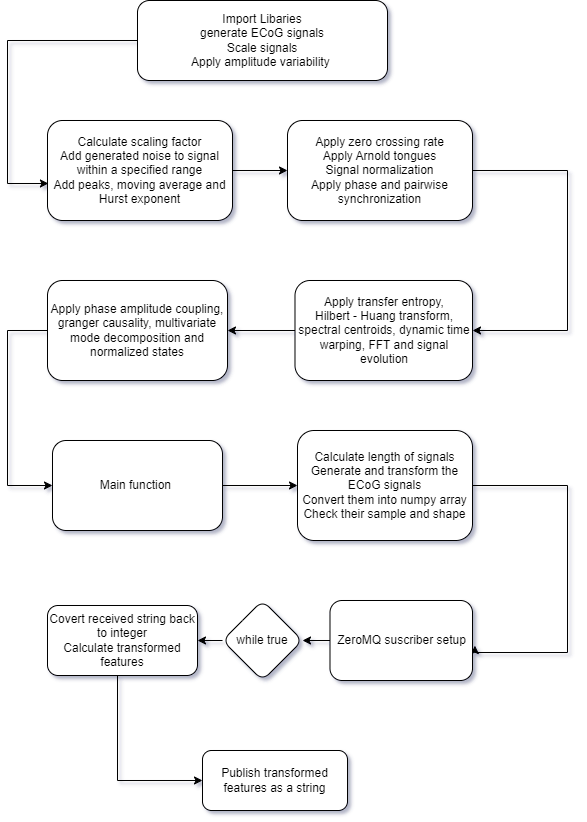 Import Libaries
generate ECoG signals
Scale signals
Apply amplitude variability
Calculate scaling factor
Add generated noise to signal
within a specified range
Add peaks, moving average and
Hurst exponent
Apply zero crossing rate
Apply Arnold tongues
Signal normalization
Apply phase and pairwise
synchronization
Apply phase amplitude coupling,
granger causality, multivariate
mode decomposition and
normalized states
Apply transfer entropy,
Hilbert - Huang transform,
spectral centroids, dynamic time
warping, FFT and signal
evolution
Main function
Calculate length of signals
Generate and transform the
ECoG signals
Convert them into numpy array
Check their sample and shape
Covert received string back
to integer
Calculate transformed
features
while true
ZeroMQ suscriber setup
Publish transformed
features as a string